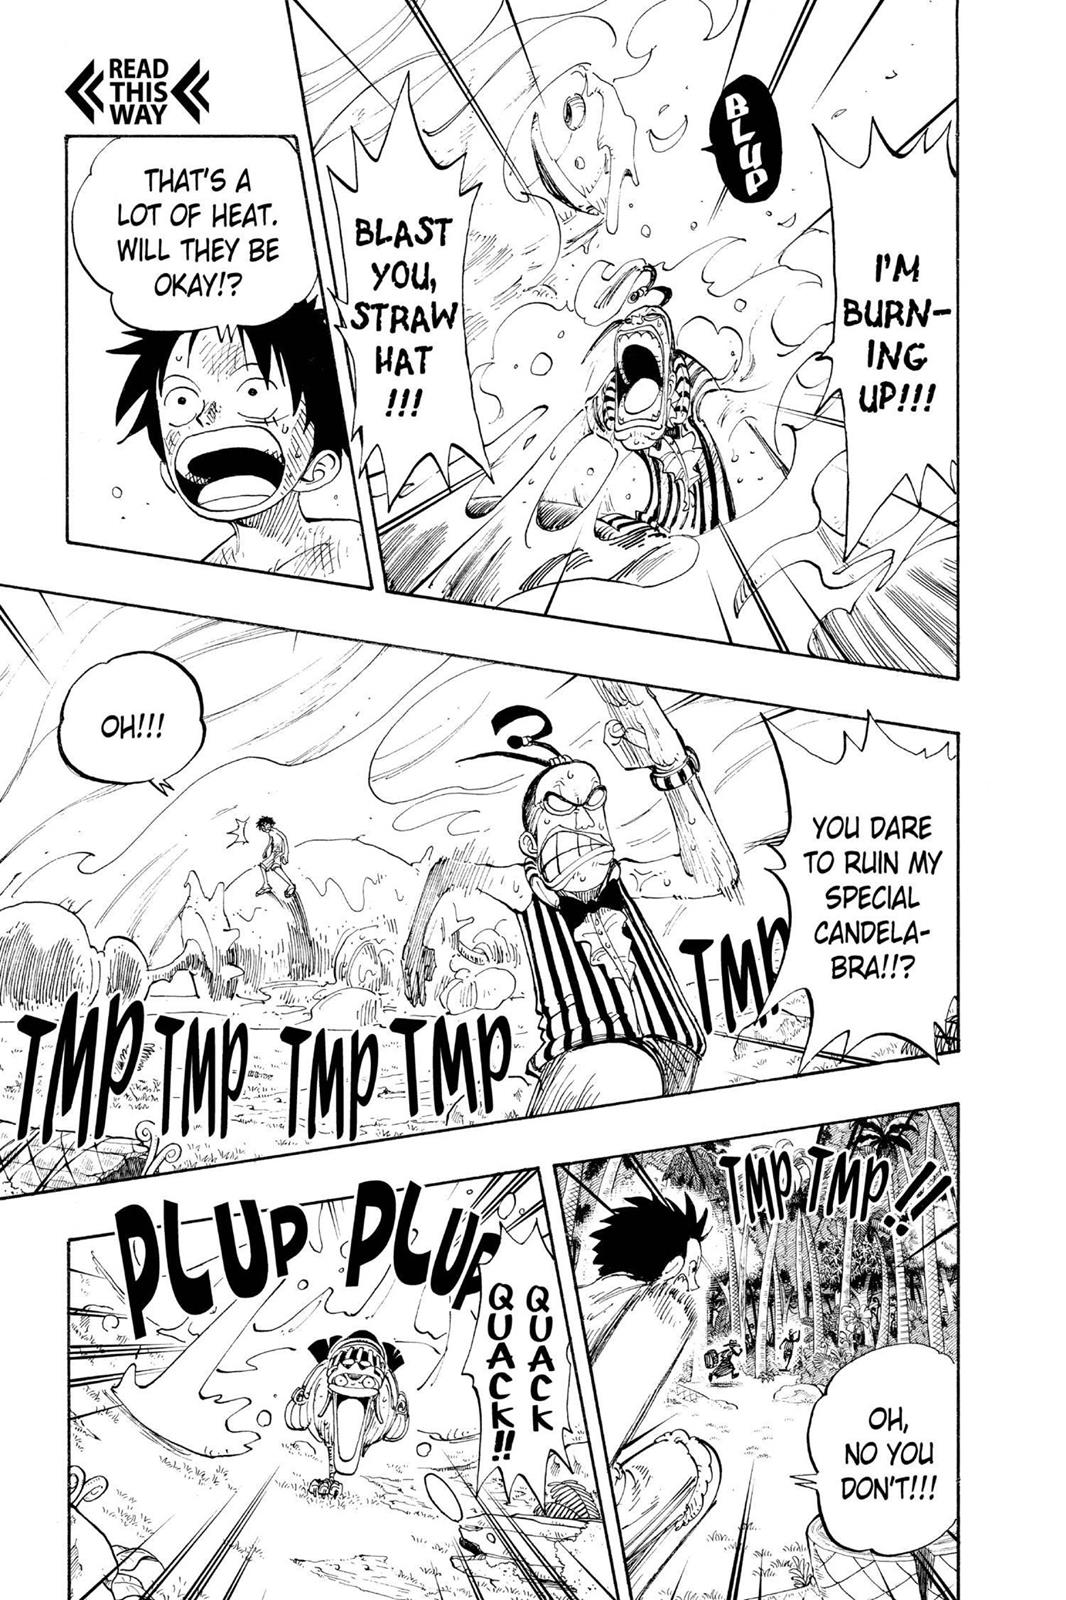 READ
THIS
WAY
BLUP
I'M
BURN-
ING
UP!!!
BLAST
YOU,
STRAW
HAT
!!!
THAT'S A
LOT OF HEAT.
WILL THEY BE
OKAY!?
YOU DARE
TO RUIN MY
SPECIAL
CANDELA-
BRA!!?
OH!!!
TMP
TMP TMP TMP TMP
TMP TMP!!
OH,
NO YOU
DON'T!!!
QUACK
QUACK!!
PLUP PLUP